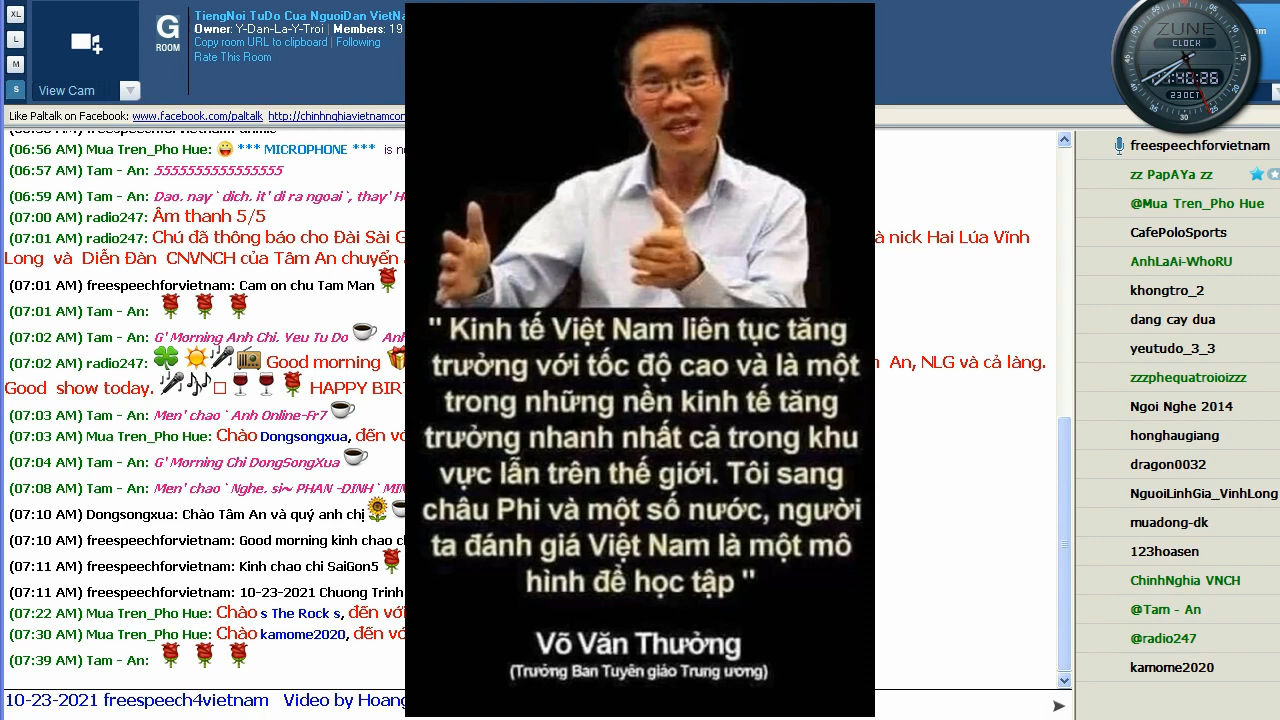 XL
L
M
S
View Cam
G
ROOM
TiengNoi TuDo Cua NguoiDan VietNa
Owner: Y-Dan-La-Y-Troi | Members: 19
Copy room URL to clipboard | Following
Rate This Room
ZUNE
CLOCK
23 OCT
Like Paltalk on Facebook: www.facebook.com/paltalk http://chinhnghiavietnamcon
(06:56 AM) Mua Tren_Pho Hue: *** MICROPHONE *** is n
(06:57 AM) Tam - An: 5555555555555555
(06:59 AM) Tam - An: Dao. nay` dich. it' di ra ngoai`, thay' H
(07:00 AM) radio247: Âm thanh 5/5
(07:01 AM) radio247: Chú đã thông báo cho Đài Sài G à nick Hai Lúa Vĩnh
Long và Diễn Đàn CNVNCH của Tâm An chuyển
(07:01 AM) freespeechforvietnam: Cam on chu Tam Man
(07:01 AM) Tam - An:
(07:02 AM) Tam - An: G' Morning Anh Chi. Yeu Tu Do Anh
(07:02 AM) radio247: Good morning An, NLG và cả làng.
Good show today. HAPPY BIR
(07:03 AM) Tam - An: Men' chao` Anh Online-Fr7
(07:03 AM) Mua Tren_Pho Hue: Chào Dongsongxua, đến vớ
(07:04 AM) Tam - An: G' Morning Chi DongSongXua
(07:08 AM) Tam - An: Men' chao` Nghe. si~ PHAN -DINH` MIN
(07:10 AM) Dongsongxua: Chào Tâm An và quý anh chị
(07:10 AM) freespeechforvietnam: Good morning kinh chao c
(07:11 AM) freespeechforvietnam: Kinh chao chi SaiGon5
(07:11 AM) freespeechforvietnam: 10-23-2021 Chuong Trinh
(07:22 AM) Mua Tren_Pho Hue: Chào s The Rock s, đến với
(07:30 AM) Mua Tren_Pho Hue: Chào kamome2020, đến vớ
(07:39 AM) Tam - An:
10-23-2021 freespeech4vietnam Video by Hoang
" Kinh tế Việt Nam liên tục tăng
trưởng với tốc độ cao và là một
trong những nền kinh tế tăng
trưởng nhanh nhất cả trong khu
vực lẫn trên thế giới. Tôi sang
châu Phi và một số nước, người
ta đánh giá Việt Nam là một mô
hình để học tập "
Võ Văn Thưởng
(Trưởng Ban Tuyên giáo Trung ương)
freespeechforvietnam
zz PapAYa zz
@Mua Tren_Pho Hue
CafePoloSports
AnhLaAi-WhoRU
khongtro_2
dang cay dua
yeutudo_3_3
zzzphequatroioizzz
Ngoi Nghe 2014
honghaugiang
dragon0032
NguoiLinhGia_VinhLong
muadong-dk
123hoasen
ChinhNghia VNCH
@Tam - An
@radio247
kamome2020